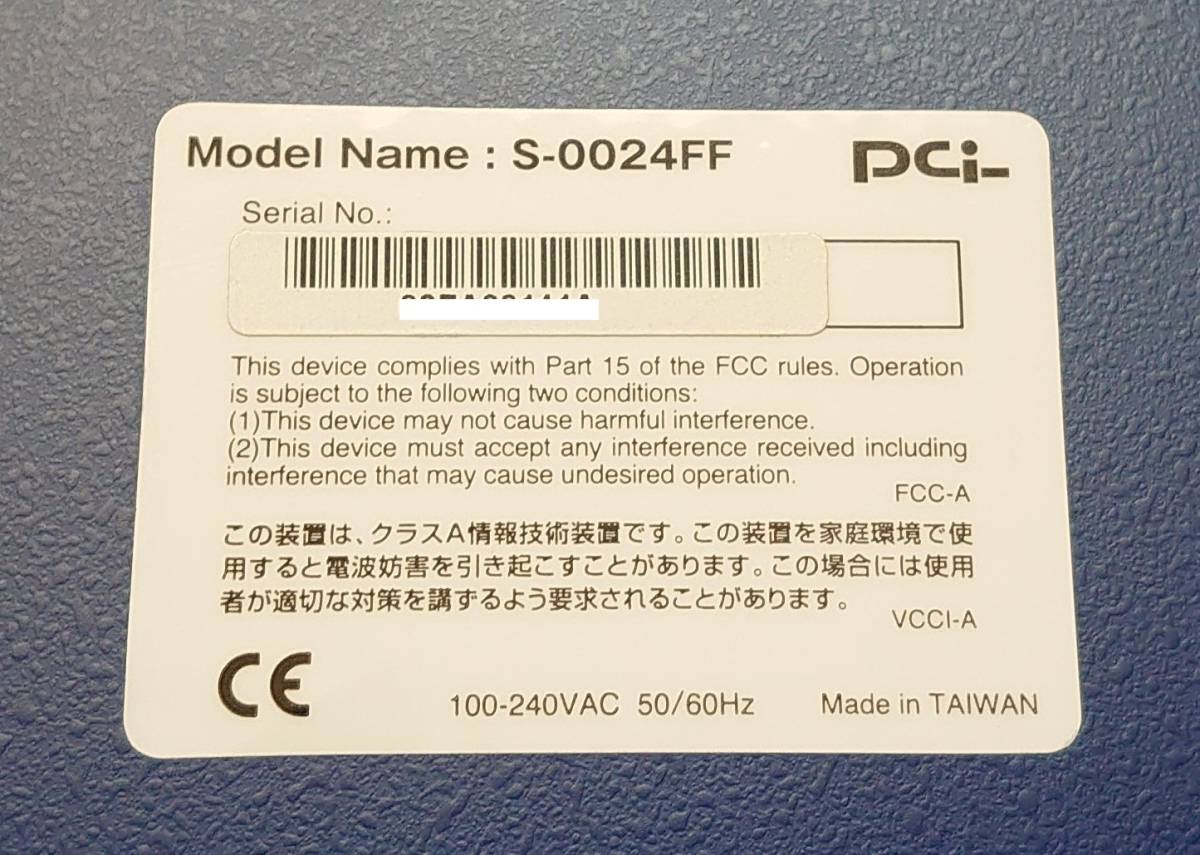 Model Name : S-0024FF
PCi-
Serial No.:
This device complies with Part 15 of the FCC rules. Operation
is subject to the following two conditions:
(1)This device may not cause harmful interference.
(2)This device must accept any interference received including
interference that may cause undesired operation.
FCC-A
この装置は、クラスA情報技術装置です。この装置を家庭環境で使
用すると電波妨害を引き起こすことがあります。この場合には使用
者が適切な対策を講ずるよう要求されることがあります。
VCCI-A
CE
100-240VAC 50/60Hz
Made in TAIWAN